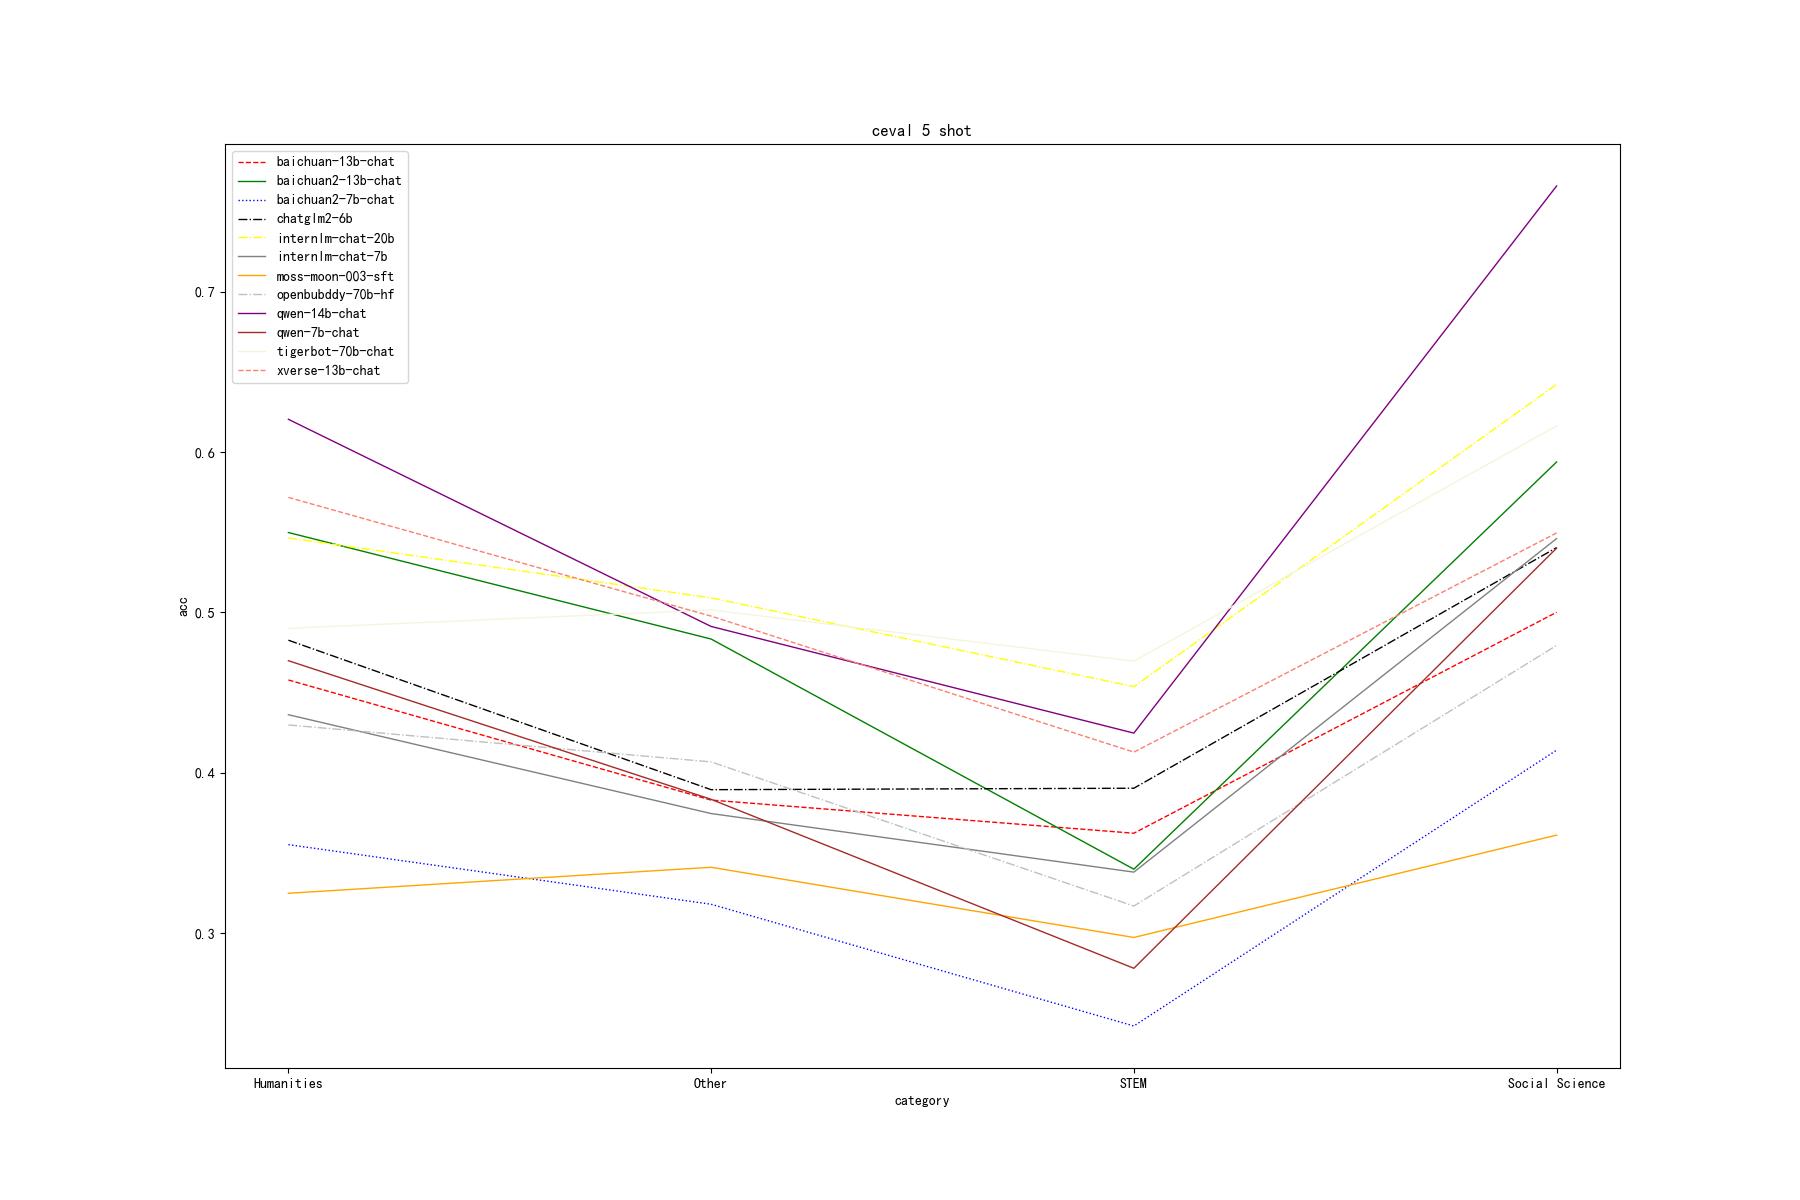 ceval 5 shot
baichuan-13b-chat
baichuan2-13b-chat
baichuan2-7b-chat
chatglm2-6b
internlm-chat-20b
internlm-chat-7b
moss-moon-003-sft
openbubddy-70b-hf
qwen-14b-chat
qwen-7b-chat
tigerbot-70b-chat
xverse-13b-chat
0.7
0.6
0.5
0.4
0.3
acc
Humanities Other STEM Social Science
category